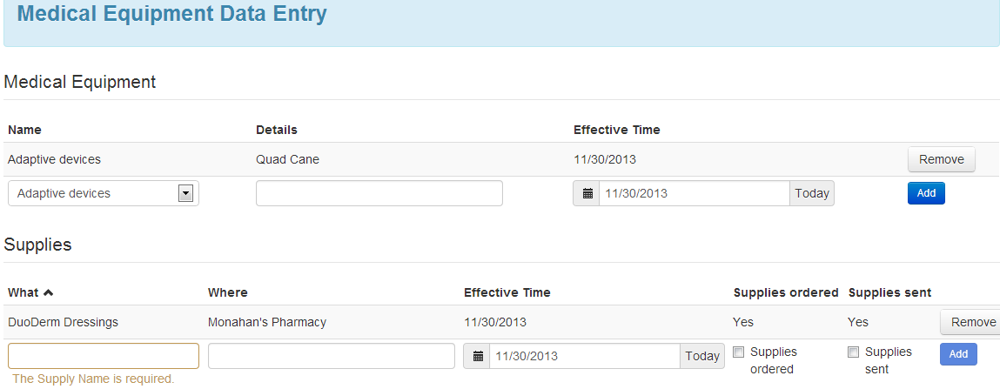 Medical Equipment Data Entry
Medical Equipment
Name Details Effective Time
Adaptive devices Quad Cane 11/30/2013 Remove
Adaptive devices 11/30/2013 Today Add
Supplies
What Where Effective Time Supplies ordered Supplies sent
DuoDerm Dressings Monahan's Pharmacy 11/30/2013 Yes Yes Remove
11/30/2013 Today Supplies ordered Supplies sent Add
The Supply Name is required.